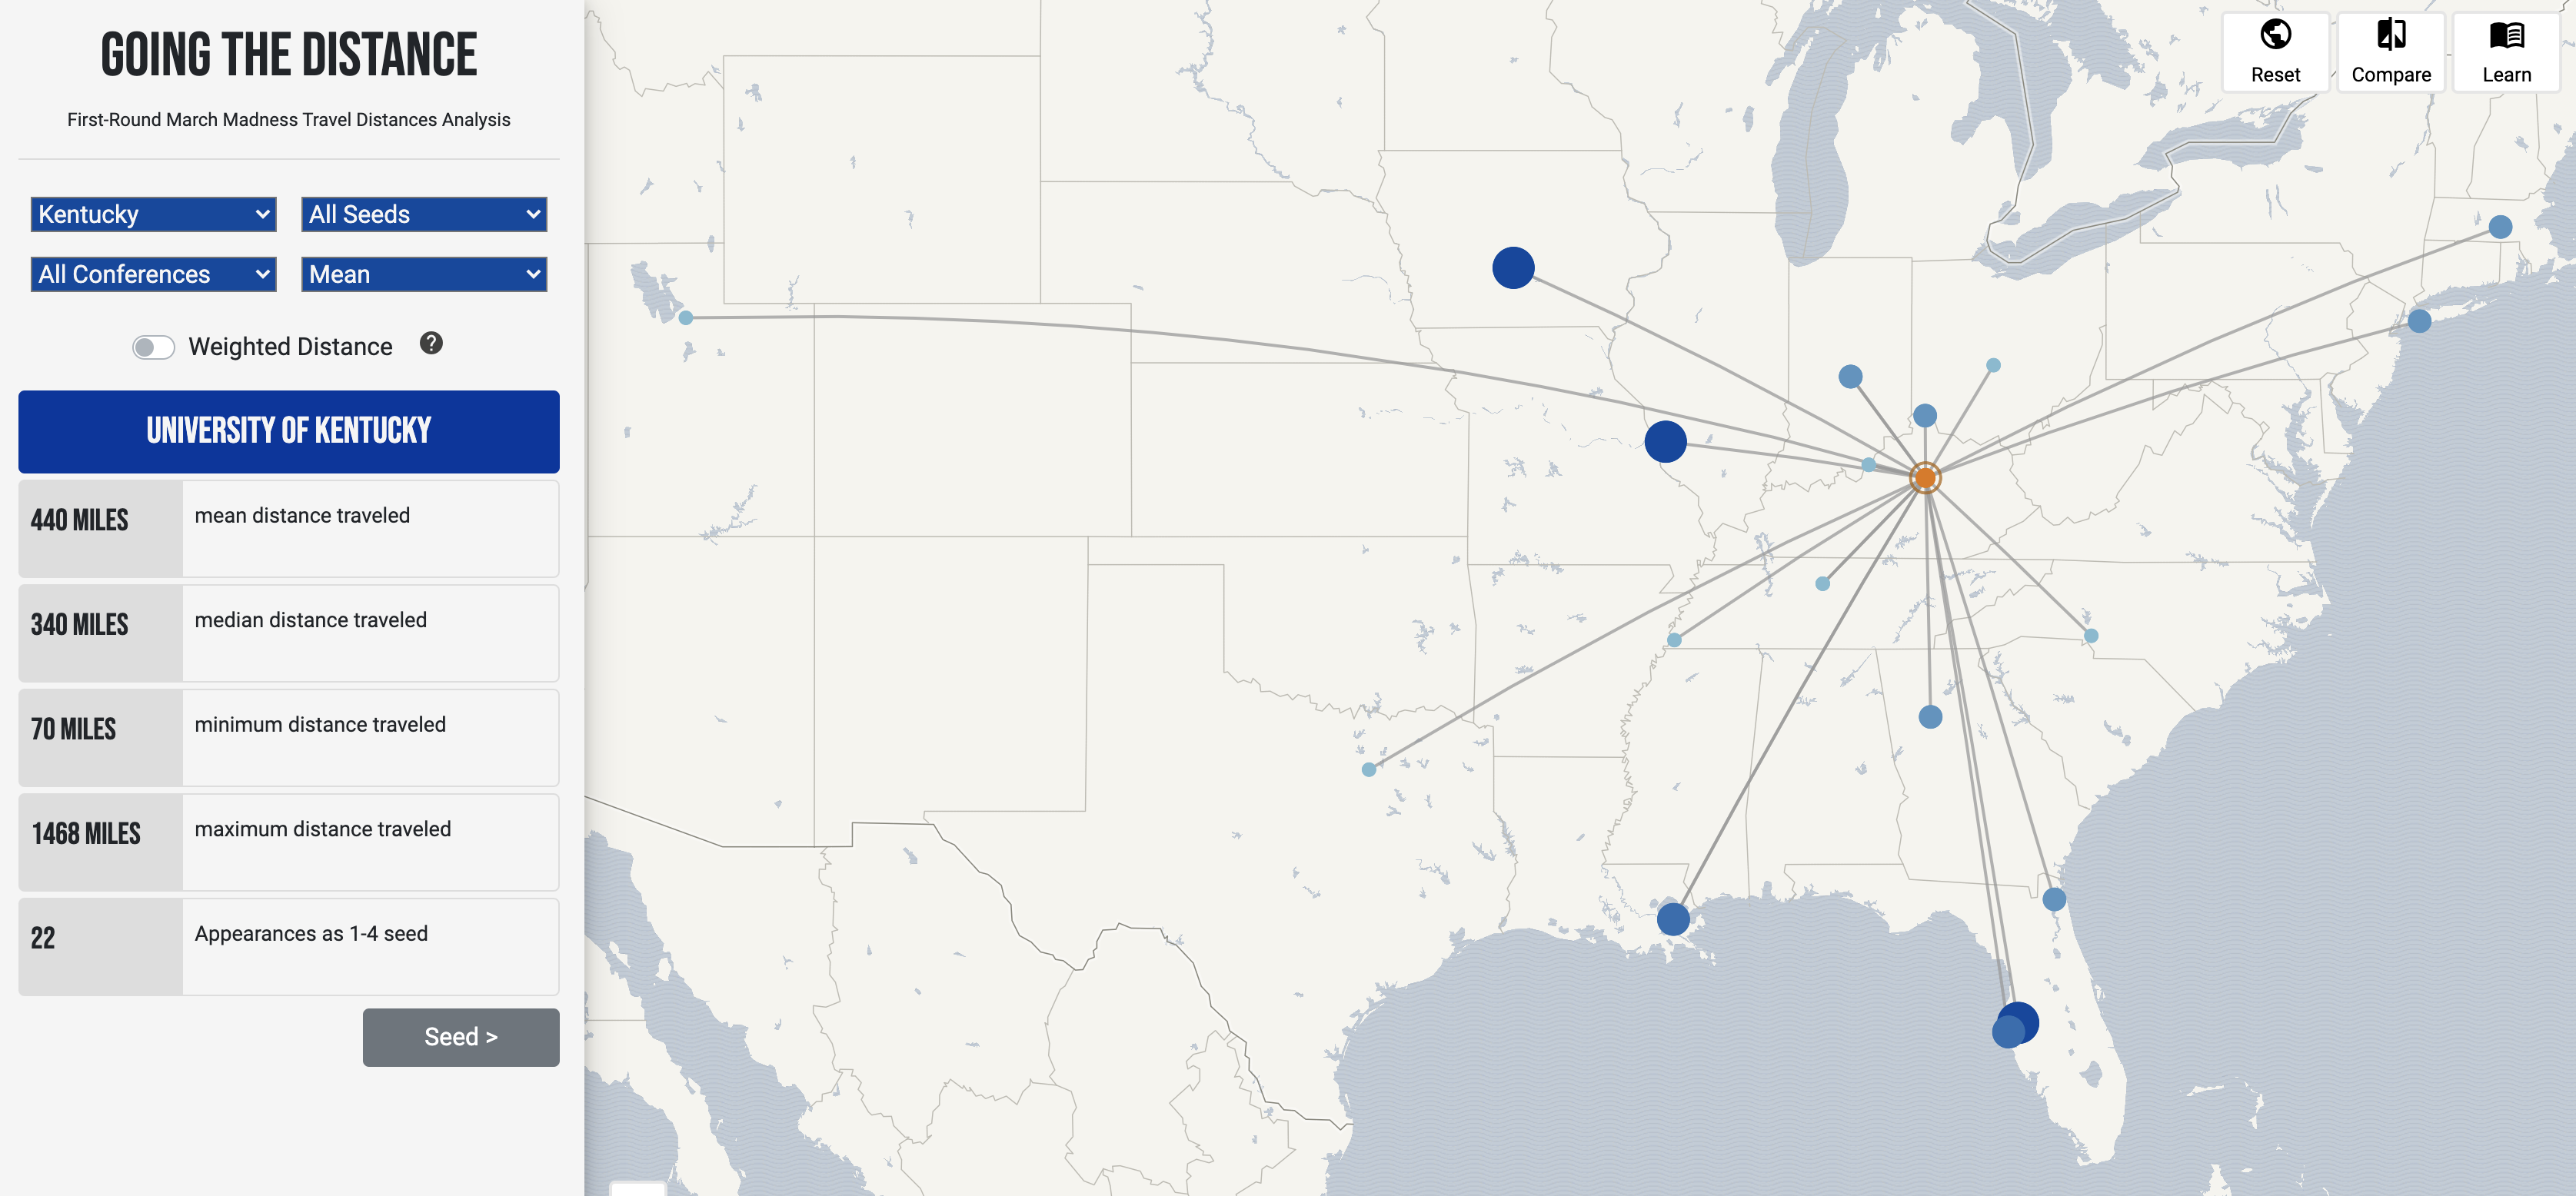 GOING THE DISTANCE
First-Round March Madness Travel Distances Analysis
Kentucky
All Seeds
All Conferences
Mean
Weighted Distance
?
UNIVERSITY OF KENTUCKY
440 MILES
mean distance traveled
340 MILES
median distance traveled
70 MILES
minimum distance traveled
1468 MILES
maximum distance traveled
22
Appearances as 1-4 seed
Seed >
Reset
Compare
Learn